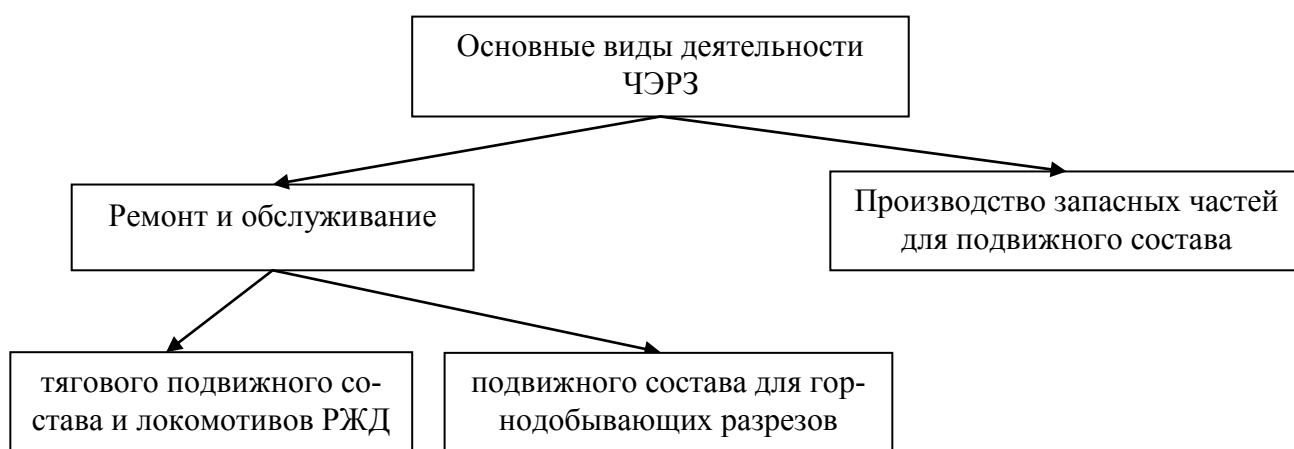 Основные виды деятельности
ЧЭРЗ
Ремонт и обслуживание
Производство запасных частей
для подвижного состава
тягового подвижного со-
става и локомотивов РЖД
подвижного состава для гор-
нодобывающих разрезов